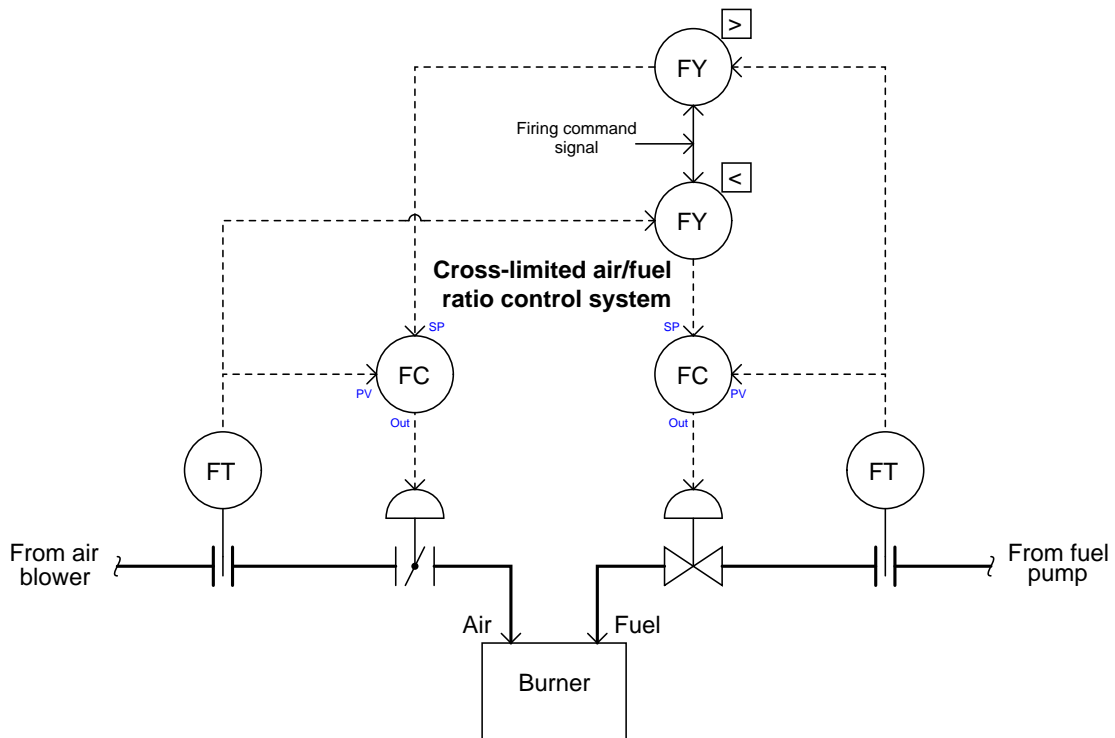 >
FY
Firing command
signal
<
FY
Cross-limited air/fuel
ratio control system
SP
SP
FC
FC
PV
PV
Out
Out
FT
FT
From air
blower
From fuel
pump
Air
Fuel
Burner